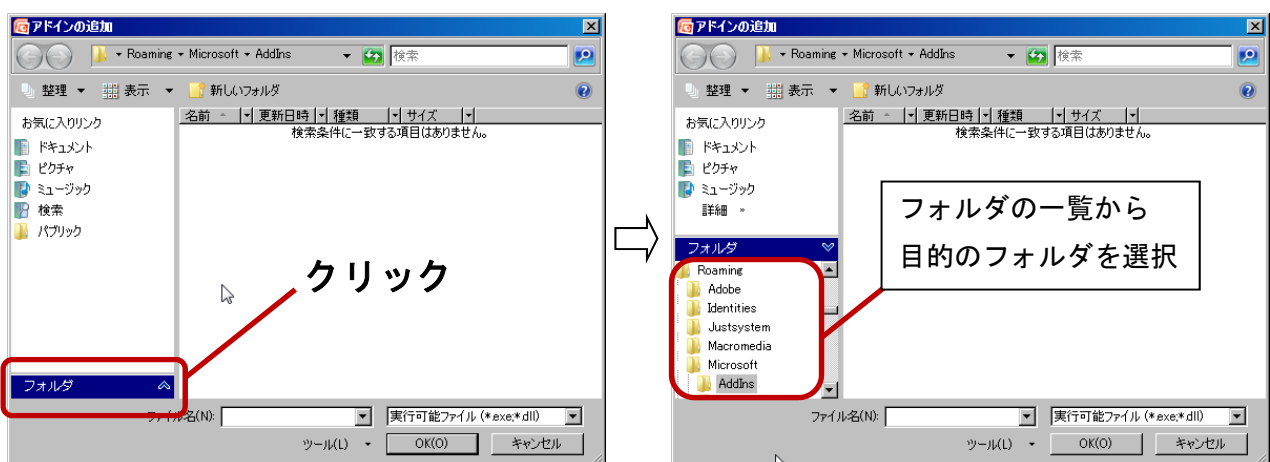 アドインの追加
Roaming Microsoft AddIns 検索
整理 表示 新しいフォルダ
お気に入りリンク
ドキュメント
ピクチャ
ミュージック
検索
パブリック
名前 更新日時 種類 サイズ
検索条件に一致する項目はありません。
クリック
フォルダ
ファイル名(N): 実行可能ファイル (*.exe;*.dll)
ツール(L) OK(O) キャンセル
アドインの追加
Roaming Microsoft AddIns 検索
整理 表示 新しいフォルダ
お気に入りリンク
ドキュメント
ピクチャ
ミュージック
詳細 »
名前 更新日時 種類 サイズ
検索条件に一致する項目はありません。
フォルダの一覧から
目的のフォルダを選択
フォルダ
Roaming
Adobe
Identities
Justsystem
Macromedia
Microsoft
AddIns
ファイル名(N): 実行可能ファイル (*.exe;*.dll)
ツール(L) OK(O) キャンセル